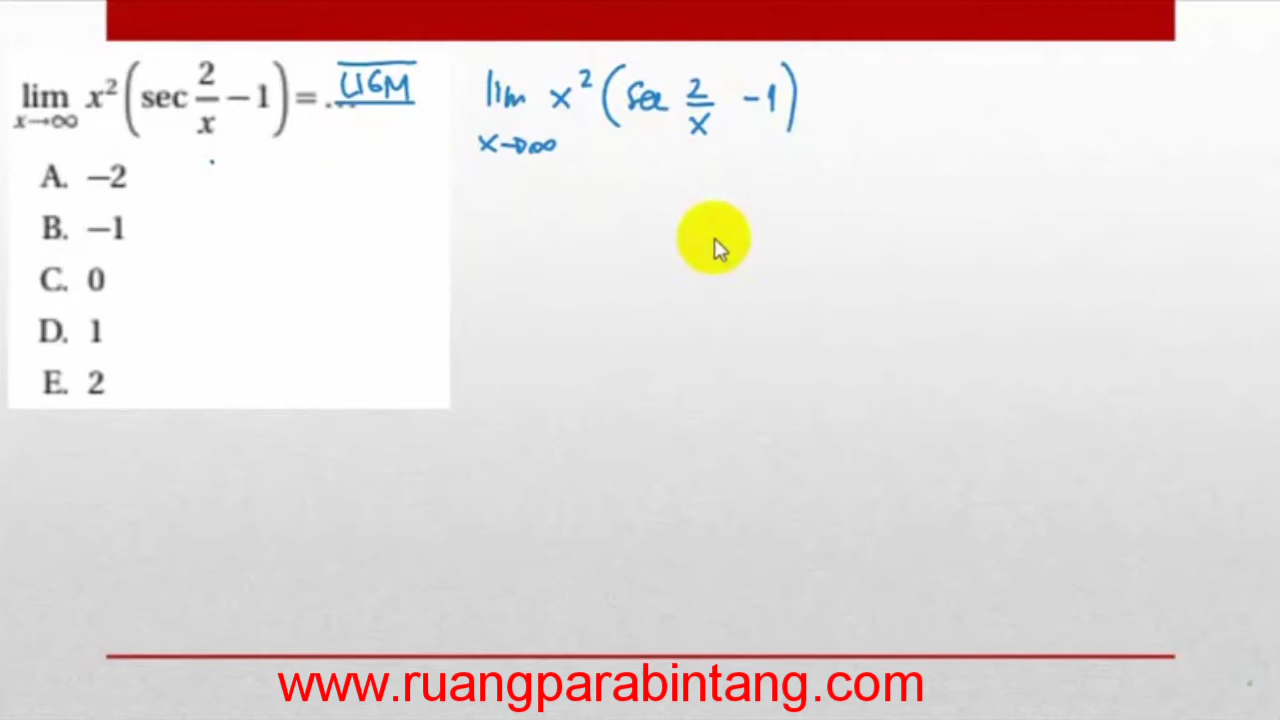 lim x→∞ x² (sec 2/x − 1) = ... UGM
A. −2
B. −1
C. 0
D. 1
E. 2
lim x→∞ x² (sec 2/x − 1)
www.ruangparabintang.com